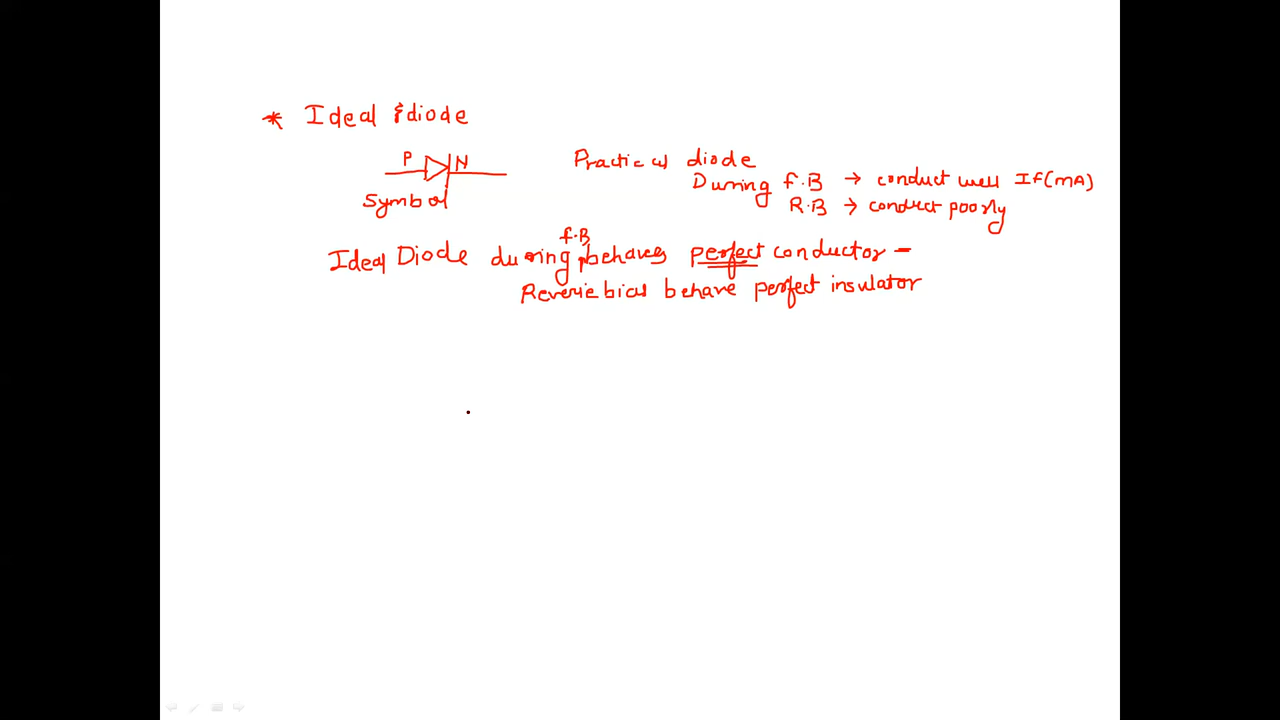 * Ideal diode
P N
Symbol
Practical diode
During f.B → conduct well If(mA)
R.B → conduct poorly
f.B
Ideal Diode during behaves perfect conductor -
Reverse bias behave perfect insulator